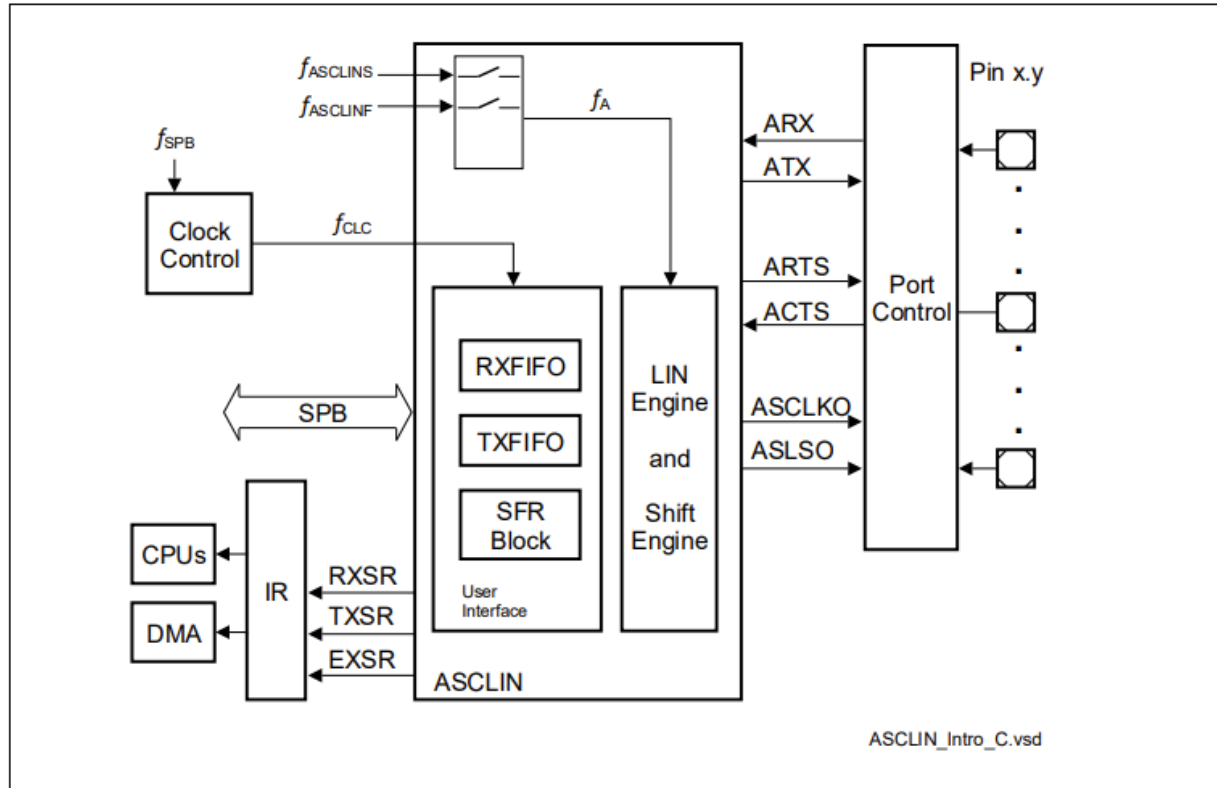 fASCLINS
fASCLINF
fA
Pin x.y
ARX
ATX
fSPB
Clock
Control
fCLC
ARTS
ACTS
Port
Control
RXFIFO
TXFIFO
SFR
Block
User
Interface
LIN
Engine
and
Shift
Engine
SPB
ASCLKO
ASLSO
CPUs
DMA
IR
RXSR
TXSR
EXSR
ASCLIN
ASCLIN_Intro_C.vsd